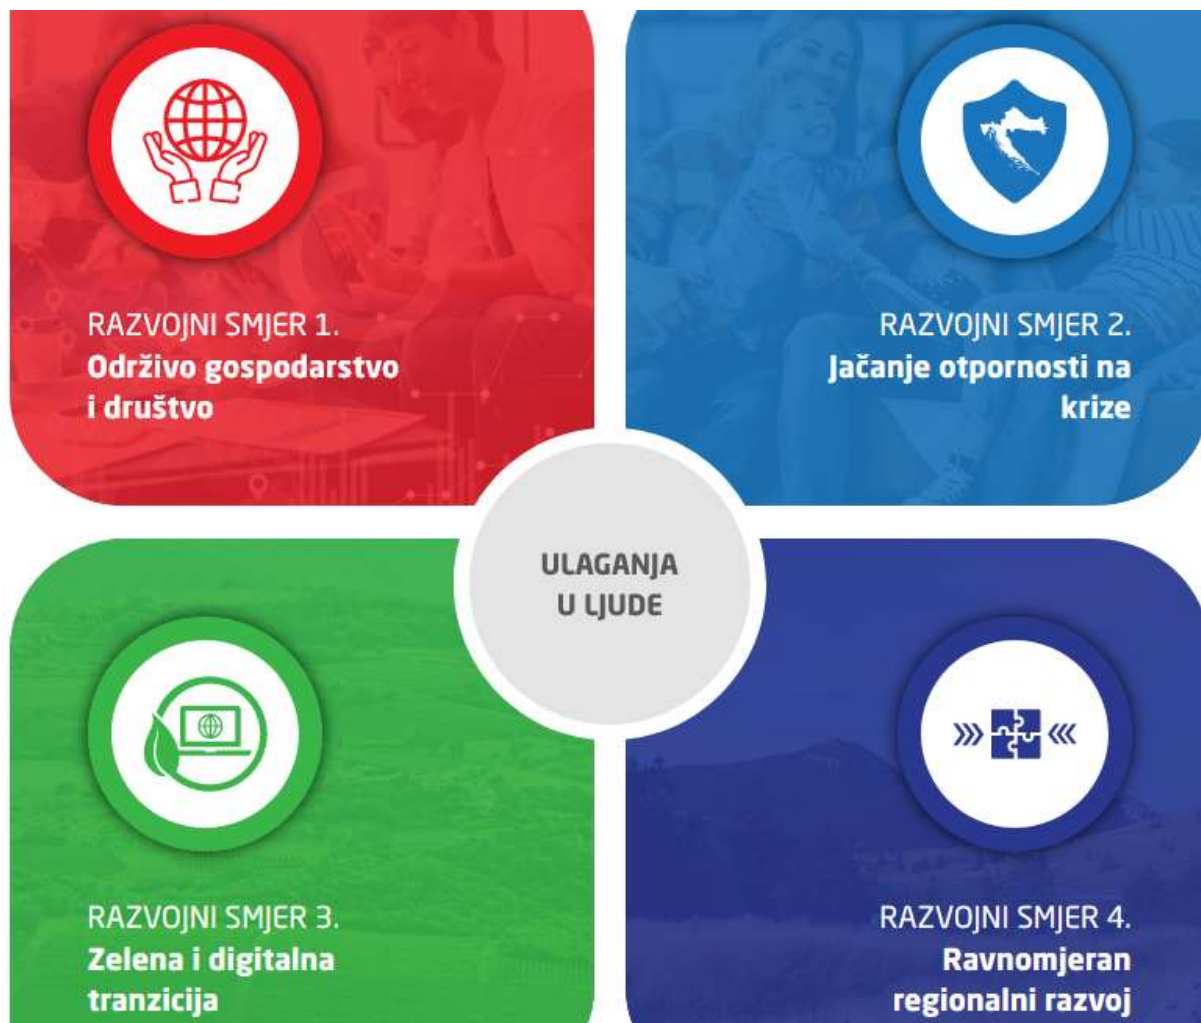 RAZVOJNI SMJER 1.
Održivo gospodarstvo
i društvo
RAZVOJNI SMJER 2.
Jačanje otpornosti na
krize
ULAGANJA
U LJUDE
RAZVOJNI SMJER 3.
Zelena i digitalna
tranzicija
RAZVOJNI SMJER 4.
Ravnomjeran
regionalni razvoj